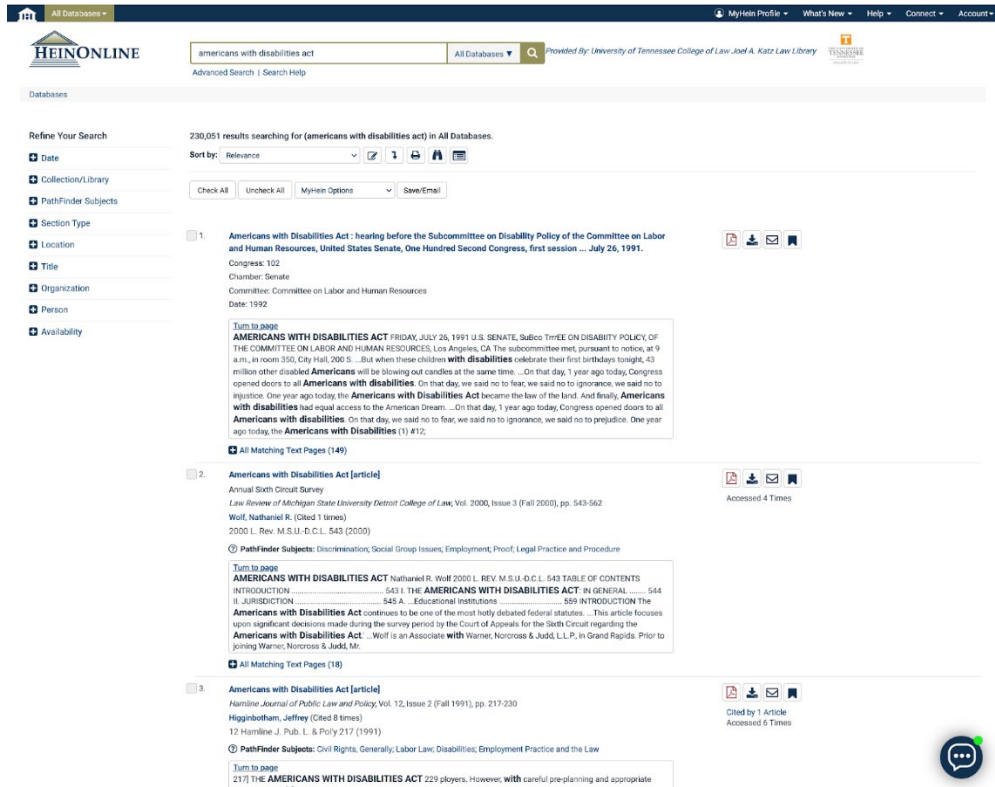 All Databases
MyHein Profile What's New Help Connect Account
HEINONLINE
americans with disabilities act All Databases ▼ Provided By: University of Tennessee College of Law Joel A. Katz Law Library
T
TENNESSEE
Advanced Search | Search Help
Databases
Refine Your Search
Date
Collection/Library
PathFinder Subjects
Section Type
Location
Title
Organization
Person
Availability
230,051 results searching for (americans with disabilities act) in All Databases.
Sort by: Relevance
Check All Uncheck All MyHein Options Save/Email
1. Americans with Disabilities Act : hearing before the Subcommittee on Disability Policy of the Committee on Labor
and Human Resources, United States Senate, One Hundred Second Congress, first session ... July 26, 1991.
Congress: 102
Chamber: Senate
Committee: Committee on Labor and Human Resources
Date: 1992
Turn to page
AMERICANS WITH DISABILITIES ACT FRIDAY, JULY 26, 1991 U.S. SENATE, SuBco TrrrEE ON DISABIITY POLICY, OF
THE COMMITTEE ON LABOR AND HUMAN RESOURCES, Los Angeles, CA The subcommittee met, pursuant to notice, at 9
a.m., in room 350, City Hall, 200 S. ...But when these children with disabilities celebrate their first birthdays tonight, 43
million other disabled Americans will be blowing out candles at the same time. ...On that day, 1 year ago today, Congress
opened doors to all Americans with disabilities. On that day, we said no to fear, we said no to ignorance, we said no to
injustice. One year ago today, the Americans with Disabilities Act became the law of the land. And finally, Americans
with disabilities had equal access to the American Dream. ...On that day, 1 year ago today, Congress opened doors to all
Americans with disabilities. On that day, we said no to fear, we said no to ignorance, we said no to prejudice. One year
ago today, the Americans with Disabilities (1) #12;
All Matching Text Pages (149)
2. Americans with Disabilities Act [article]
Annual Sixth Circuit Survey
Law Review of Michigan State University Detroit College of Law, Vol. 2000, Issue 3 (Fall 2000), pp. 543-562
Wolf, Nathaniel R. (Cited 1 times)
2000 L. Rev. M.S.U.-D.C.L. 543 (2000)
PathFinder Subjects: Discrimination; Social Group Issues; Employment; Proof; Legal Practice and Procedure
Accessed 4 Times
Turn to page
AMERICANS WITH DISABILITIES ACT Nathaniel R. Wolf 2000 L. REV. M.S.U.-D.C.L. 543 TABLE OF CONTENTS
INTRODUCTION .......................................... 543 I. THE AMERICANS WITH DISABILITIES ACT: IN GENERAL ........ 544
II. JURISDICTION ........................................ 545 A. ...Educational Institutions .................................... 559 INTRODUCTION The
Americans with Disabilities Act continues to be one of the most hotly debated federal statutes. ...This article focuses
upon significant decisions made during the survey period by the Court of Appeals for the Sixth Circuit regarding the
Americans with Disabilities Act. ...Wolf is an Associate with Warner, Norcross & Judd, L.L.P., in Grand Rapids. Prior to
joining Warner, Norcross & Judd, Mr.
All Matching Text Pages (18)
3. Americans with Disabilities Act [article]
Hamline Journal of Public Law and Policy, Vol. 12, Issue 2 (Fall 1991), pp. 217-230
Higginbotham, Jeffrey (Cited 8 times)
12 Hamline J. Pub. L. & Pol'y 217 (1991)
PathFinder Subjects: Civil Rights, Generally; Labor Law; Disabilities; Employment Practice and the Law
Cited by 1 Article
Accessed 6 Times
Turn to page
217] THE AMERICANS WITH DISABILITIES ACT 229 ployers. However, with careful pre-planning and appropriate